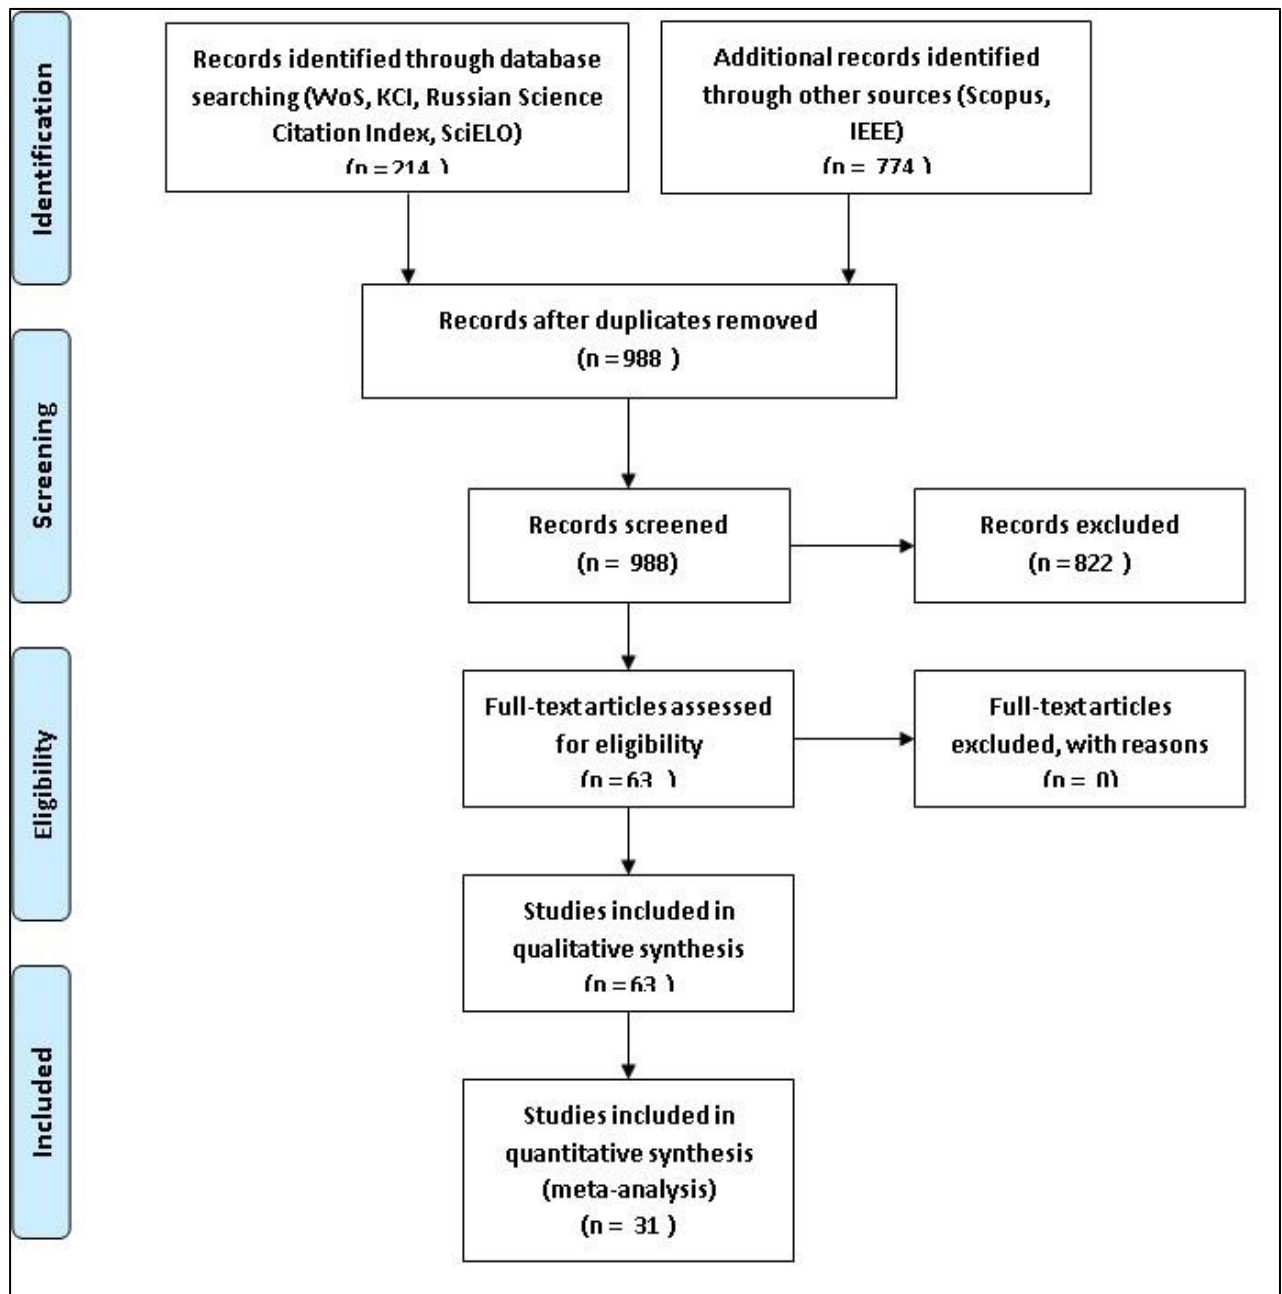 Identification
Records identified through database
searching (WoS, KCI, Russian Science
Citation Index, SciELO)
(n = 214 )
Additional records identified
through other sources (Scopus,
IEEE)
(n = 774 )
Records after duplicates removed
(n = 988 )
Screening
Records screened
(n = 988)
Records excluded
(n = 822 )
Eligibility
Full-text articles assessed
for eligibility
(n = 63 )
Full-text articles
excluded, with reasons
(n = 0)
Studies included in
qualitative synthesis
(n = 63 )
Included
Studies included in
quantitative synthesis
(meta-analysis)
(n = 31 )